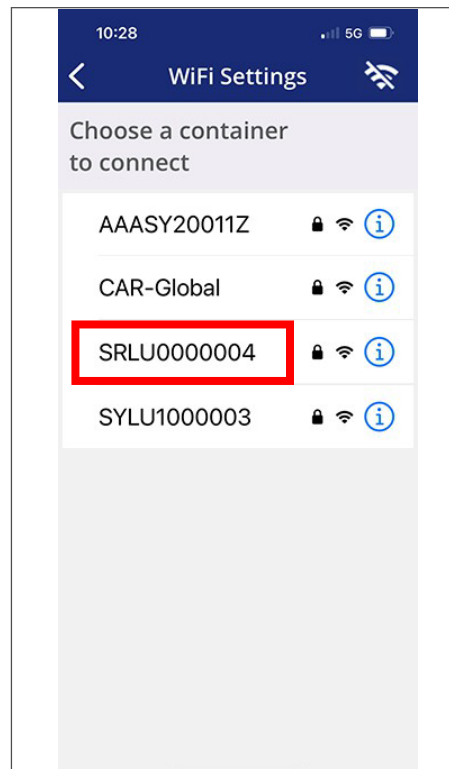 10:28
5G
WiFi Settings
Choose a container
to connect
AAASY20011Z
CAR-Global
SRLU0000004
SYLU1000003